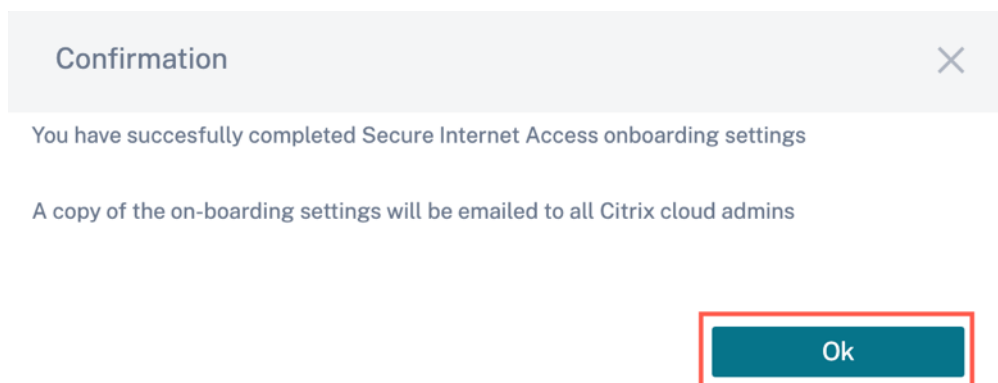 Confirmation
You have succesfully completed Secure Internet Access onboarding settings
A copy of the on-boarding settings will be emailed to all Citrix cloud admins
Ok